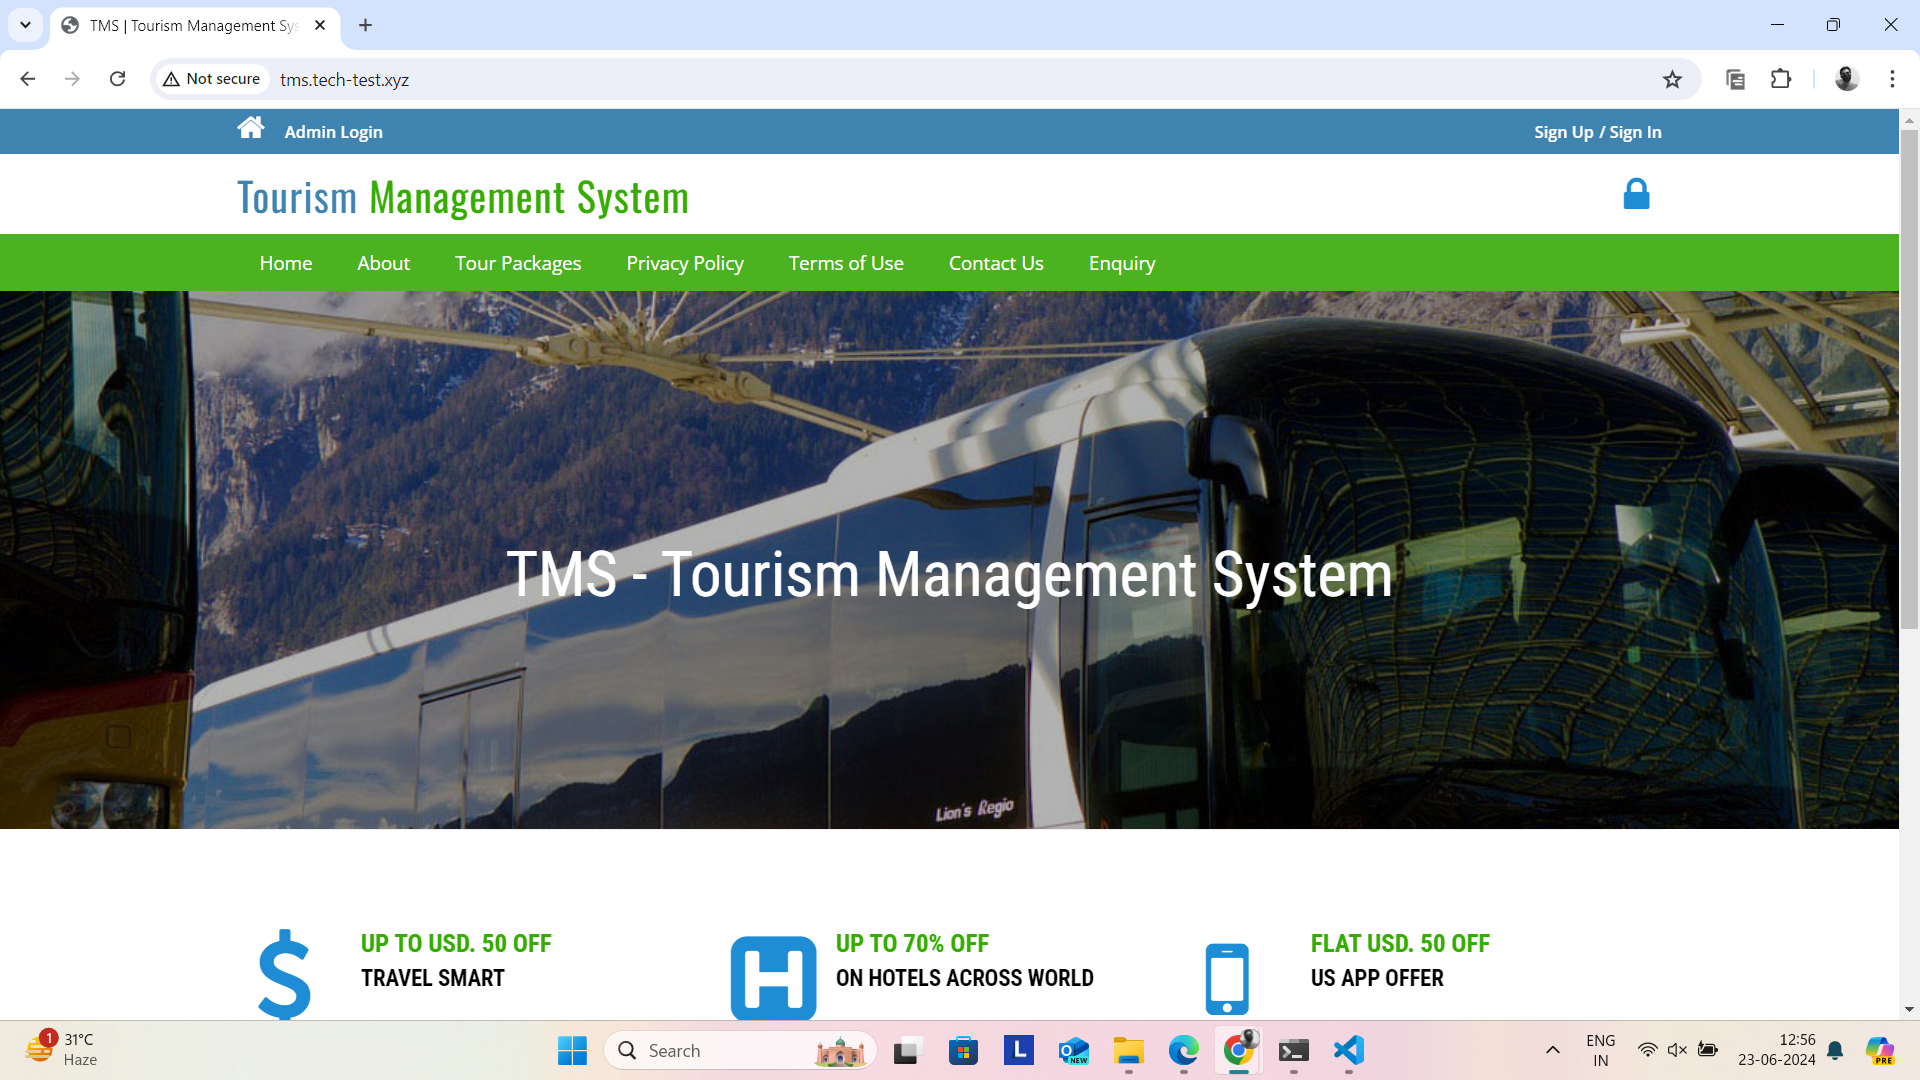 TMS | Tourism Management Sys
Not secure
tms.tech-test.xyz
Admin Login
Sign Up / Sign In
Tourism Management System
Home
About
Tour Packages
Privacy Policy
Terms of Use
Contact Us
Enquiry
TMS - Tourism Management System
Lion's Regio
UP TO USD. 50 OFF
TRAVEL SMART
H
UP TO 70% OFF
ON HOTELS ACROSS WORLD
FLAT USD. 50 OFF
US APP OFFER
1
31°C
Haze
Search
L
NEW
ENG
IN
12:56
23-06-2024
PRE